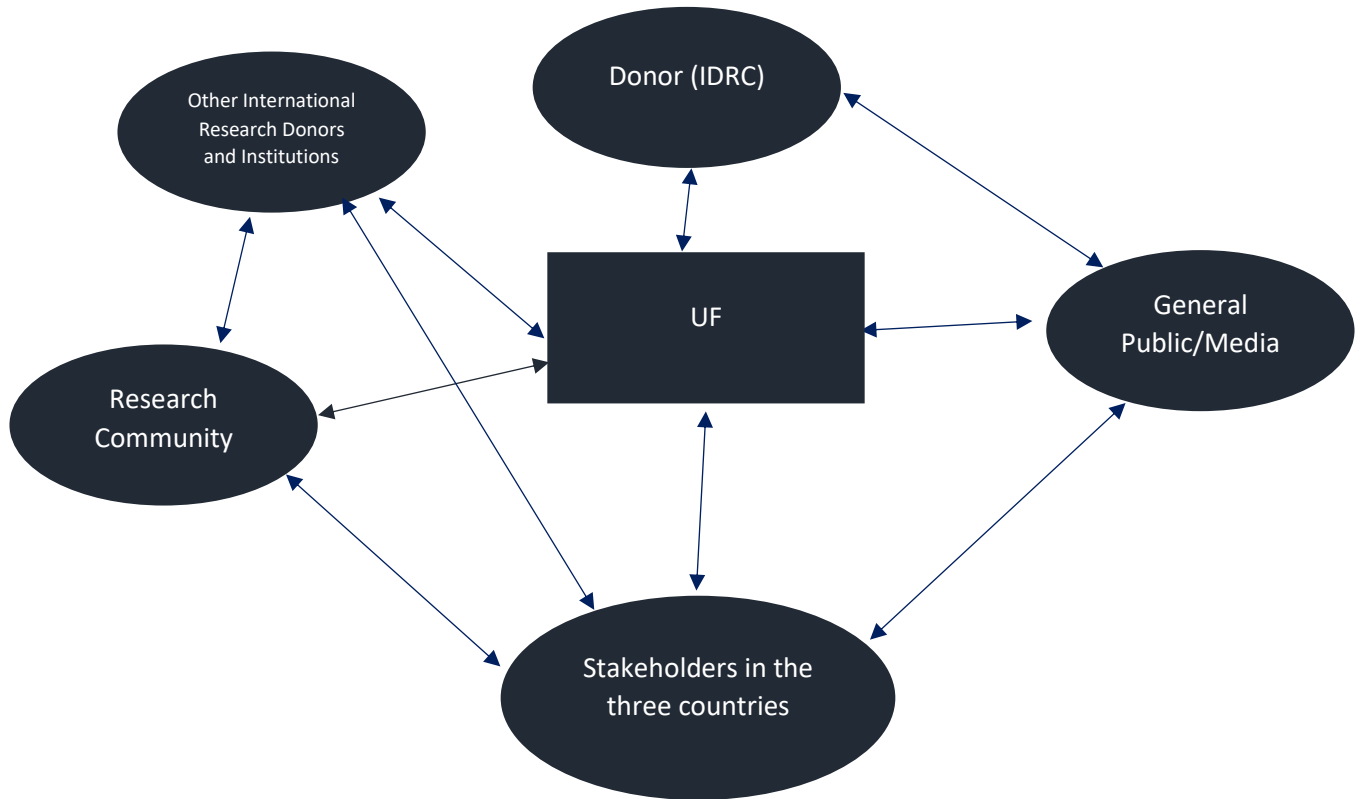 Donor (IDRC)
Other International
Research Donors
and Institutions
UF
General
Public/Media
Research
Community
Stakeholders in the
three countries